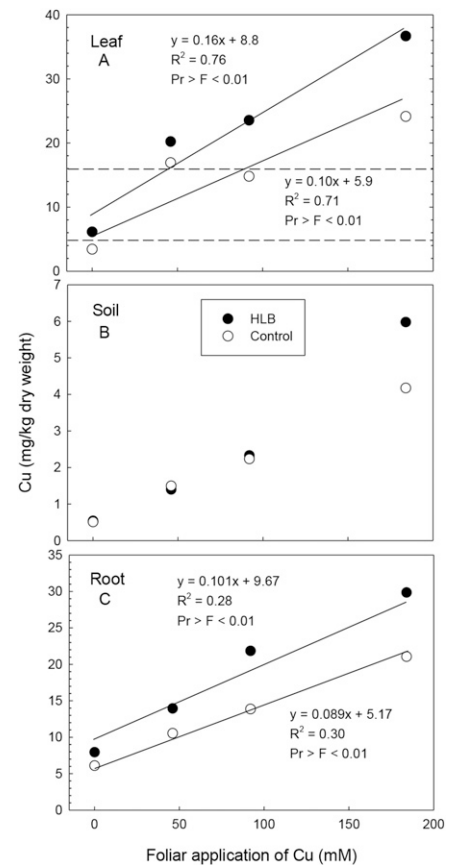 Leaf
A
y = 0.16x + 8.8
R² = 0.76
Pr > F < 0.01
y = 0.10x + 5.9
R² = 0.71
Pr > F < 0.01
40
30
20
10
0
Cu (mg/kg dry weight)
Soil
B
HLB
Control
7
6
5
4
3
2
1
0
Root
C
y = 0.101x + 9.67
R² = 0.28
Pr > F < 0.01
y = 0.089x + 5.17
R² = 0.30
Pr > F < 0.01
35
30
25
20
15
10
5
0
0 50 100 150 200
Foliar application of Cu (mM)